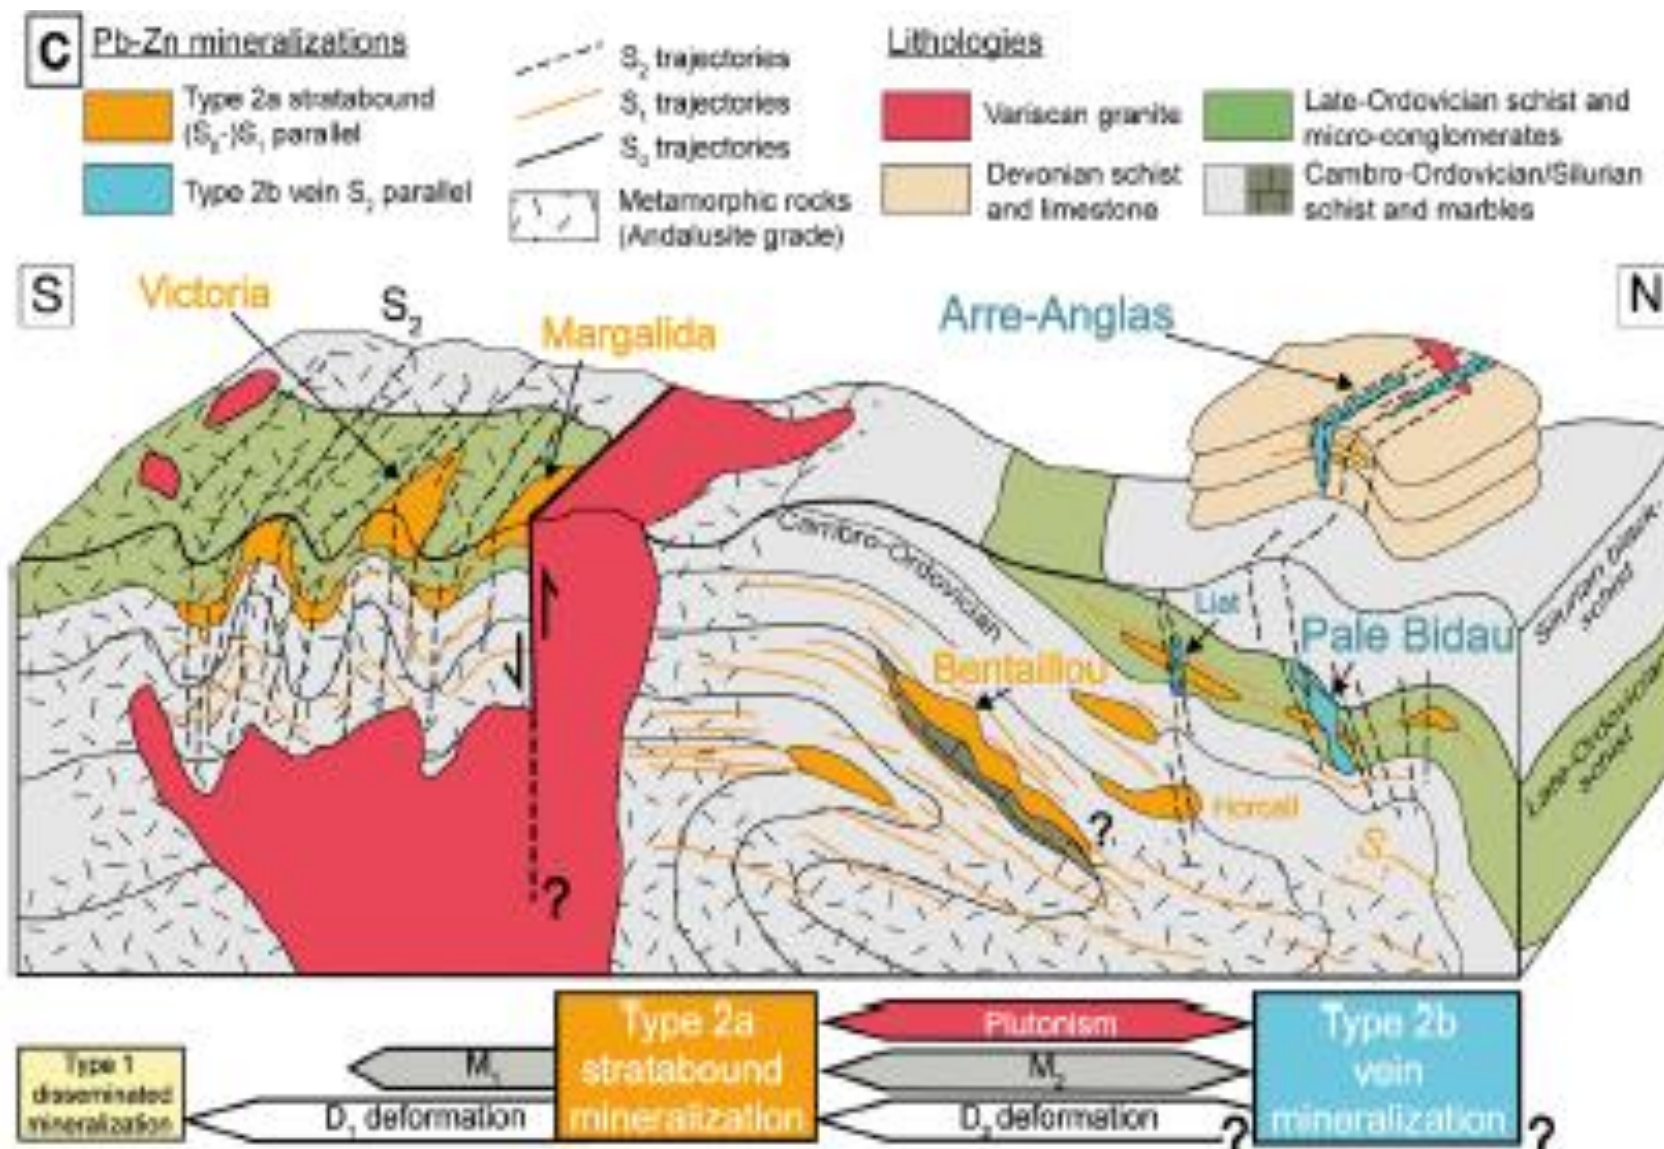 C
Pb-Zn mineralizations
Type 2a stratabound
(S₀-)S₁ parallel
Type 2b vein S₂ parallel
S₂ trajectories
S₁ trajectories
S₀ trajectories
Metamorphic rocks
(Andalusite grade)
Lithologies
Variscan granite
Devonian schist
and limestone
Late-Ordovician schist and
micro-conglomerates
Cambro-Ordovician/Silurian
schist and marbles
S
N
Victoria
S₂
Margalida
Arre-Anglas
Cambro-Ordovician
Liat
Pale Bidau
Bentaillou
Silurian black-
schist
Late-Ordovician
schist
Horcall
?
?
S₁
Type 1
disseminated
mineralization
M₁
D₁ deformation
Type 2a
stratabound
mineralization
Plutonism
M₂
D₂ deformation
?
Type 2b
vein
mineralization
?